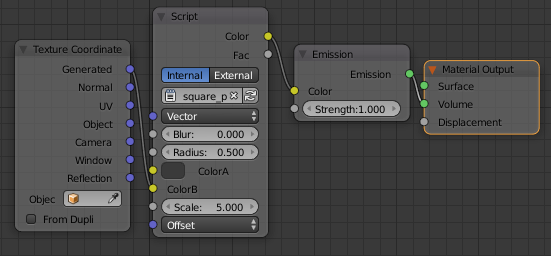 Texture Coordinate
Generated
Normal
UV
Object
Camera
Window
Reflection
Objec
From Dupli
Script
Color
Fac
Internal External
square_p
Vector
Blur: 0.000
Radius: 0.500
ColorA
ColorB
Scale: 5.000
Offset
Emission
Emission
Color
Strength:1.000
Material Output
Surface
Volume
Displacement